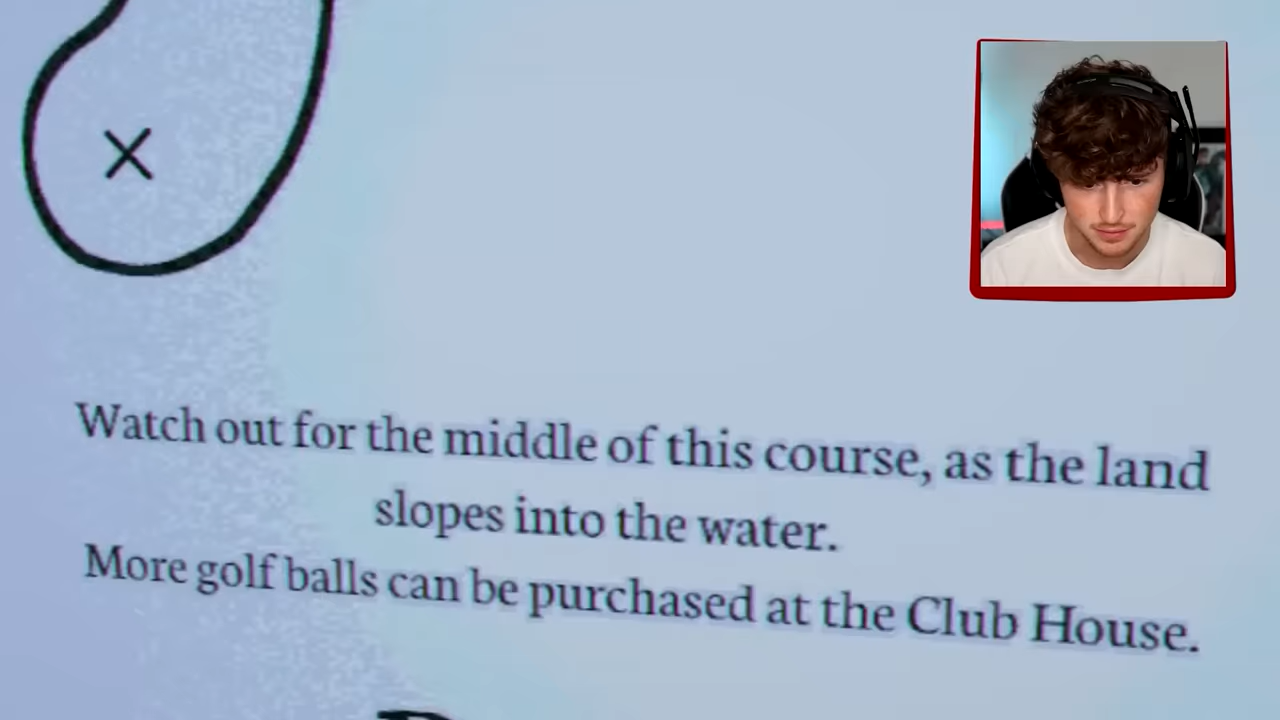 Watch out for the middle of this course, as the land
slopes into the water.
More golf balls can be purchased at the Club House.